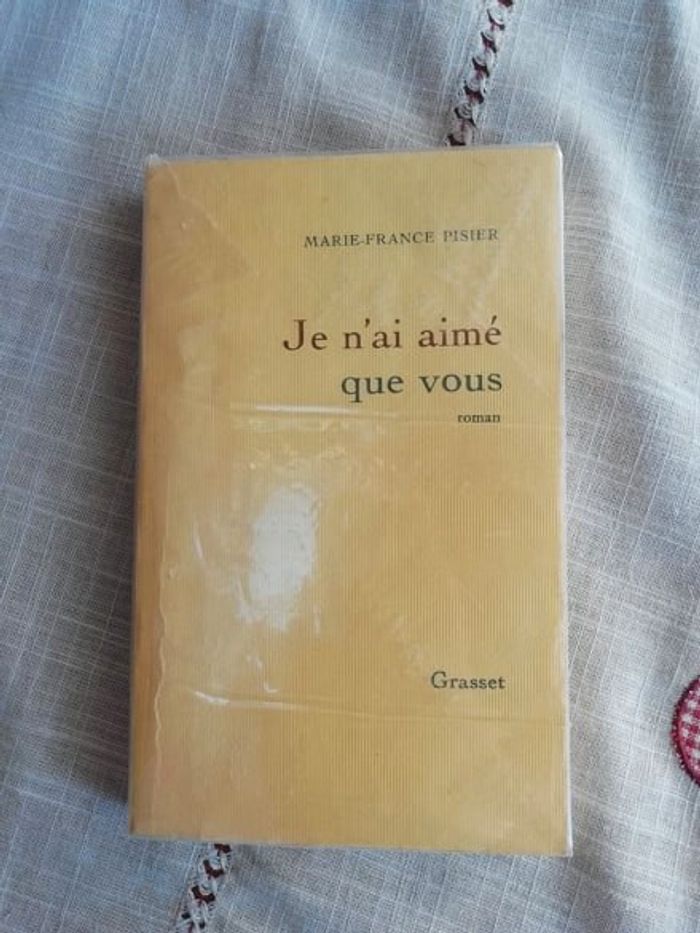 MARIE-FRANCE PISIER
Je n'ai aimé
que vous
roman
Grasset